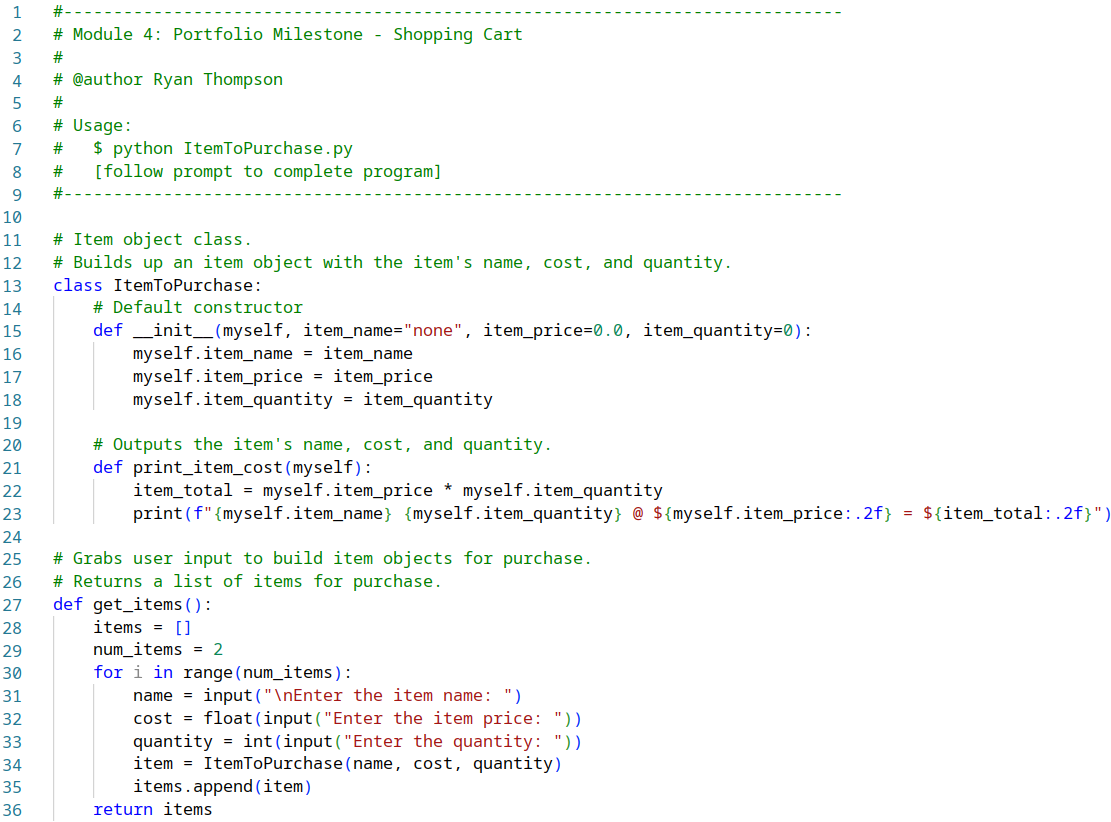 1 #------------------------------------------------------------------------------
2 # Module 4: Portfolio Milestone - Shopping Cart
3 #
4 # @author Ryan Thompson
5 #
6 # Usage:
7 #   $ python ItemToPurchase.py
8 #   [follow prompt to complete program]
9 #------------------------------------------------------------------------------
10
11 # Item object class.
12 # Builds up an item object with the item's name, cost, and quantity.
13 class ItemToPurchase:
14     # Default constructor
15     def __init__(myself, item_name="none", item_price=0.0, item_quantity=0):
16         myself.item_name = item_name
17         myself.item_price = item_price
18         myself.item_quantity = item_quantity
19
20     # Outputs the item's name, cost, and quantity.
21     def print_item_cost(myself):
22         item_total = myself.item_price * myself.item_quantity
23         print(f"{myself.item_name} {myself.item_quantity} @ ${myself.item_price:.2f} = ${item_total:.2f}")
24
25 # Grabs user input to build item objects for purchase.
26 # Returns a list of items for purchase.
27 def get_items():
28     items = []
29     num_items = 2
30     for i in range(num_items):
31         name = input("\nEnter the item name: ")
32         cost = float(input("Enter the item price: "))
33         quantity = int(input("Enter the quantity: "))
34         item = ItemToPurchase(name, cost, quantity)
35         items.append(item)
36     return items